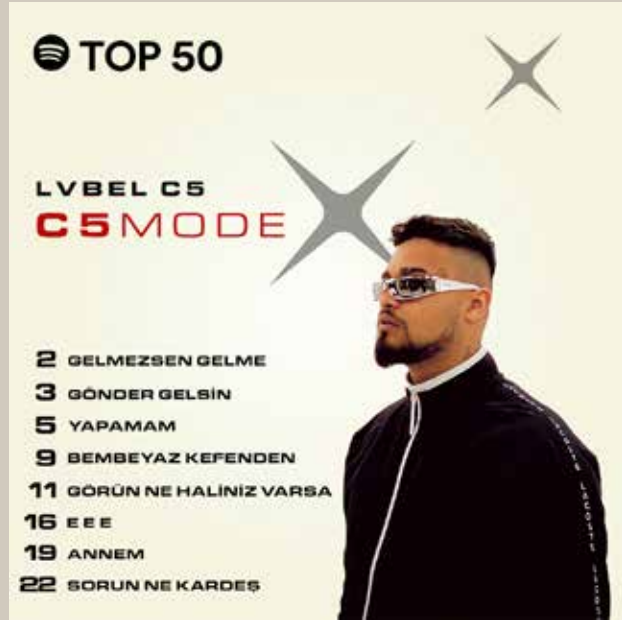 TOP 50
LVBEL C5
C5MODE
2 GELMEZSEN GELME
3 GÖNDER GELSİN
5 YAPAMAM
9 BEMBEYAZ KEFENDEN
11 GÖRÜN NE HALİNİZ VARSA
16 E E E
19 ANNEM
22 SORUN NE KARDEŞ
LACOSTE